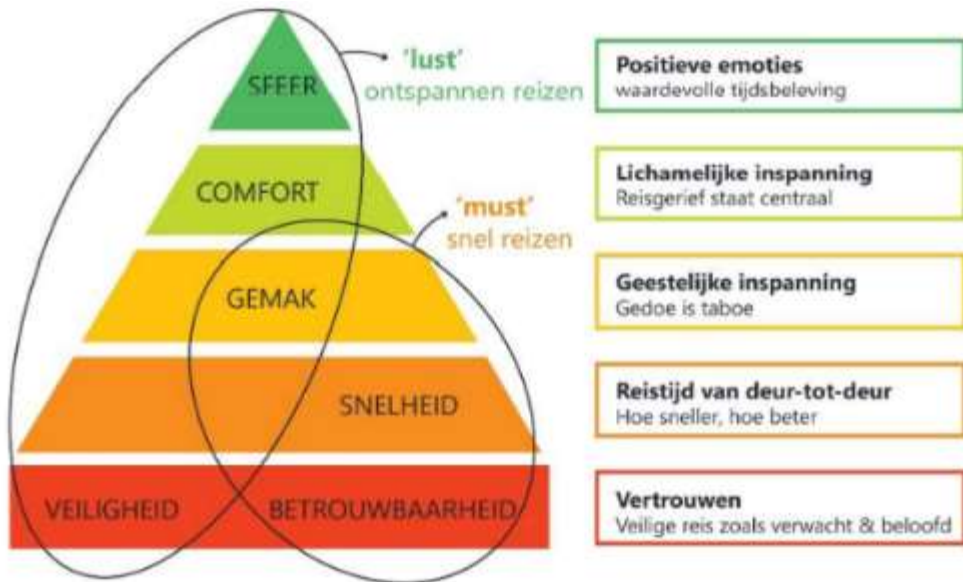 SFEER
'lust'
ontspannen reizen
Positieve emoties
waardevolle tijdsbeleving
COMFORT
Lichamelijke inspanning
Reisgerief staat centraal
'must'
snel reizen
GEMAK
Geestelijke inspanning
Gedoe is taboe
SNELHEID
Reistijd van deur-tot-deur
Hoe sneller, hoe beter
VEILIGHEID
BETROUWBAARHEID
Vertrouwen
Veilige reis zoals verwacht & beloofd